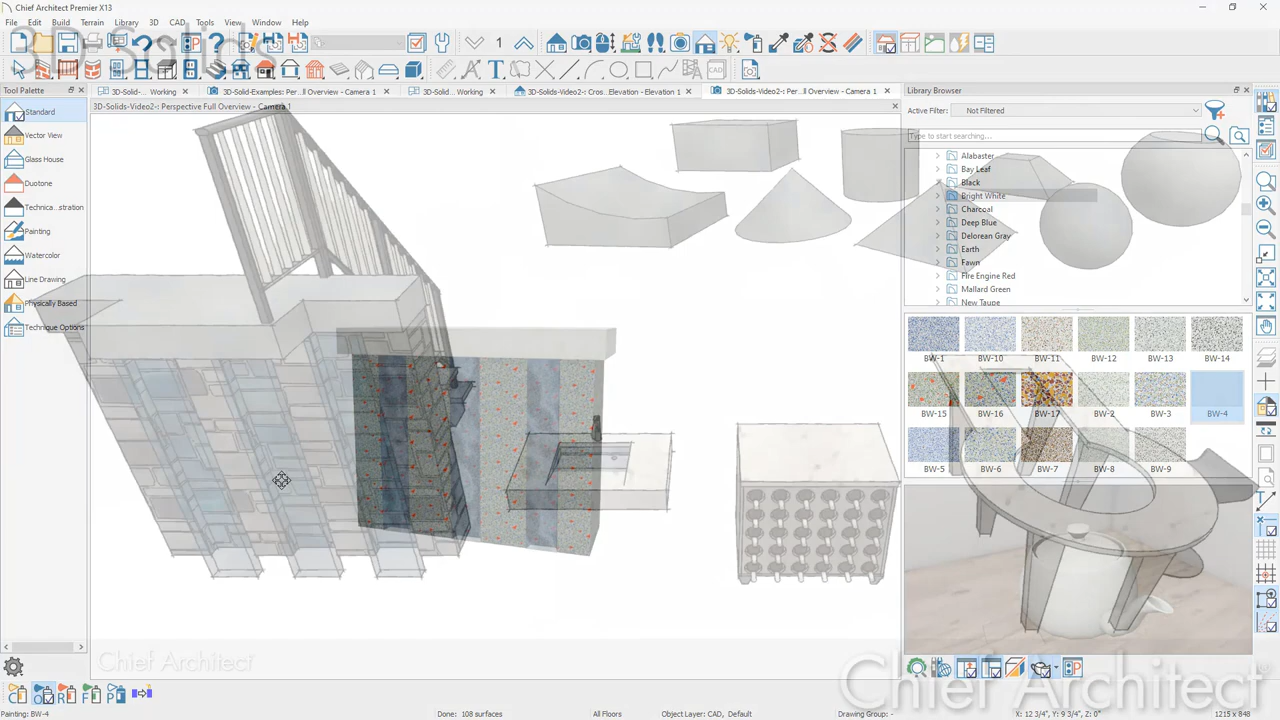 Chief Architect Premier X13
File Edit Build Terrain Library 3D CAD Tools View Window Help
3D-Solids
1
Tool Palette
3D-Solid-... Working
3D-Solid-Examples: Per... Overview - Camera 1
3D-Solid... Working
3D-Solids-Video2-: Cros... Elevation - Elevation 1
3D-Solids-Video2-: Pers...ll Overview - Camera 1
3D-Solids-Video2-: Perspective Full Overview - Camera 1
Library Browser
Active Filter: Not Filtered
Type to start searching...
Standard
Vector View
Glass House
Duotone
Technica...stration
Painting
Watercolor
Line Drawing
Physically Based
Technique Options
Alabaster
Bay Leaf
Black
Bright White
Charcoal
Deep Blue
Delorean Gray
Earth
Fawn
Fire Engine Red
Mallard Green
New Taupe
BW-1 BW-10 BW-11 BW-12 BW-13 BW-14
BW-15 BW-16 BW-17 BW-2 BW-3 BW-4
BW-5 BW-6 BW-7 BW-8 BW-9
Chief Architect
Chief Architect
Painting: BW-4
Done: 108 surfaces
All Floors
Object Layer: CAD, Default
Drawing Group: -
X: 12 3/4", Y: 9 3/4", Z: 0"
1215 x 848